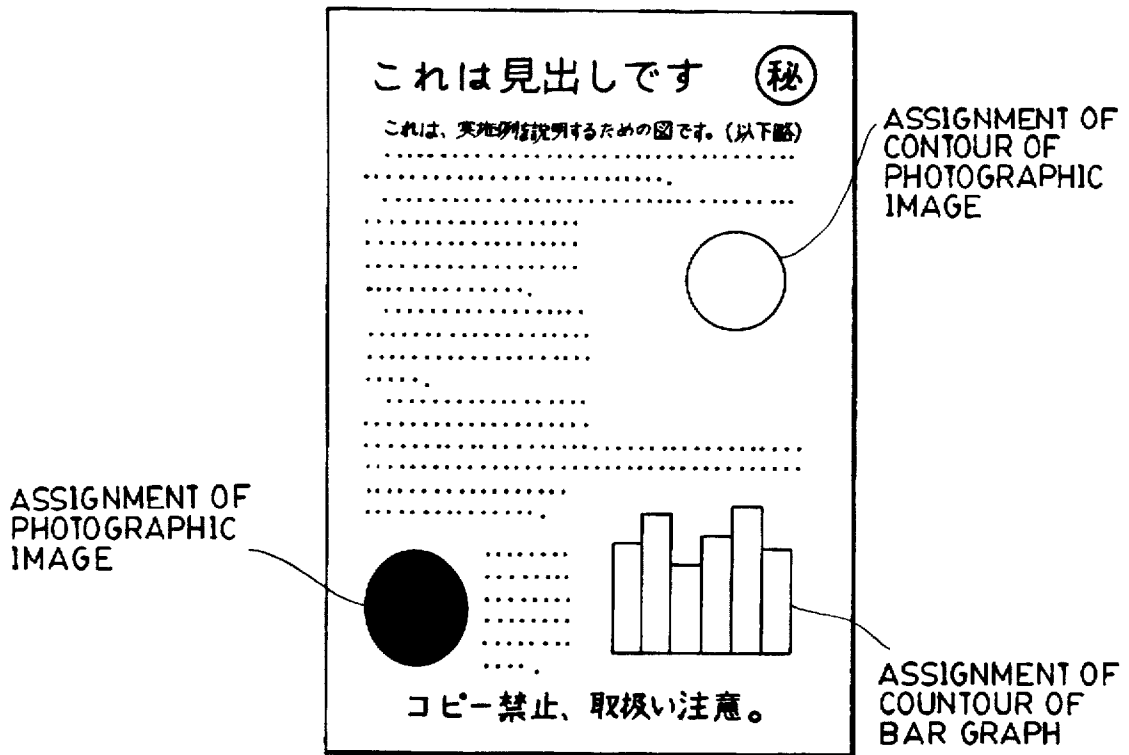 これは見出しです ㊙
これは、実施例を説明するための図です。(以下略)
ASSIGNMENT OF
CONTOUR OF
PHOTOGRAPHIC
IMAGE
ASSIGNMENT OF
PHOTOGRAPHIC
IMAGE
ASSIGNMENT OF
COUNTOUR OF
BAR GRAPH
コピー禁止、取扱い注意。